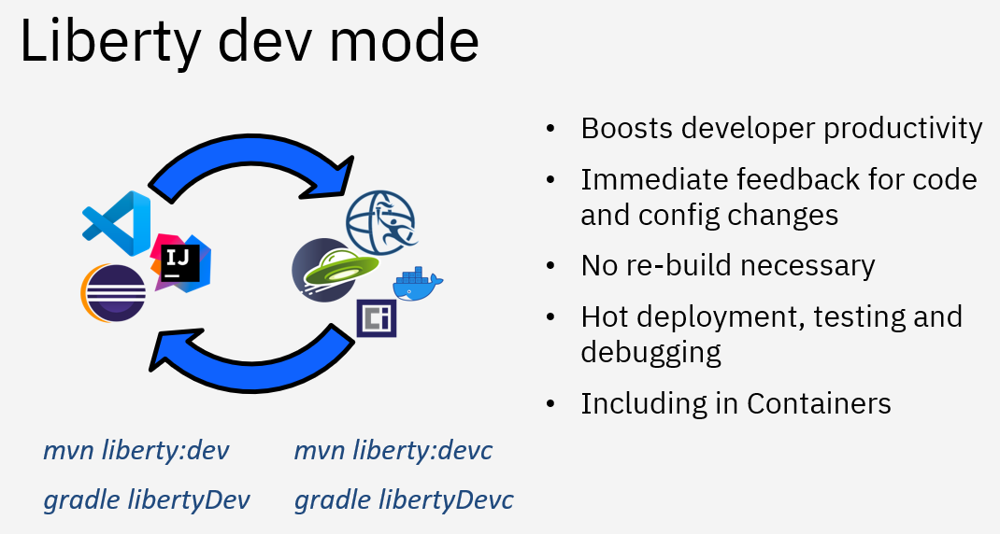 Liberty dev mode
IJ
Ci
mvn liberty:dev
mvn liberty:devc
gradle libertyDev
gradle libertyDevc
• Boosts developer productivity
• Immediate feedback for code
and config changes
• No re-build necessary
• Hot deployment, testing and
debugging
• Including in Containers